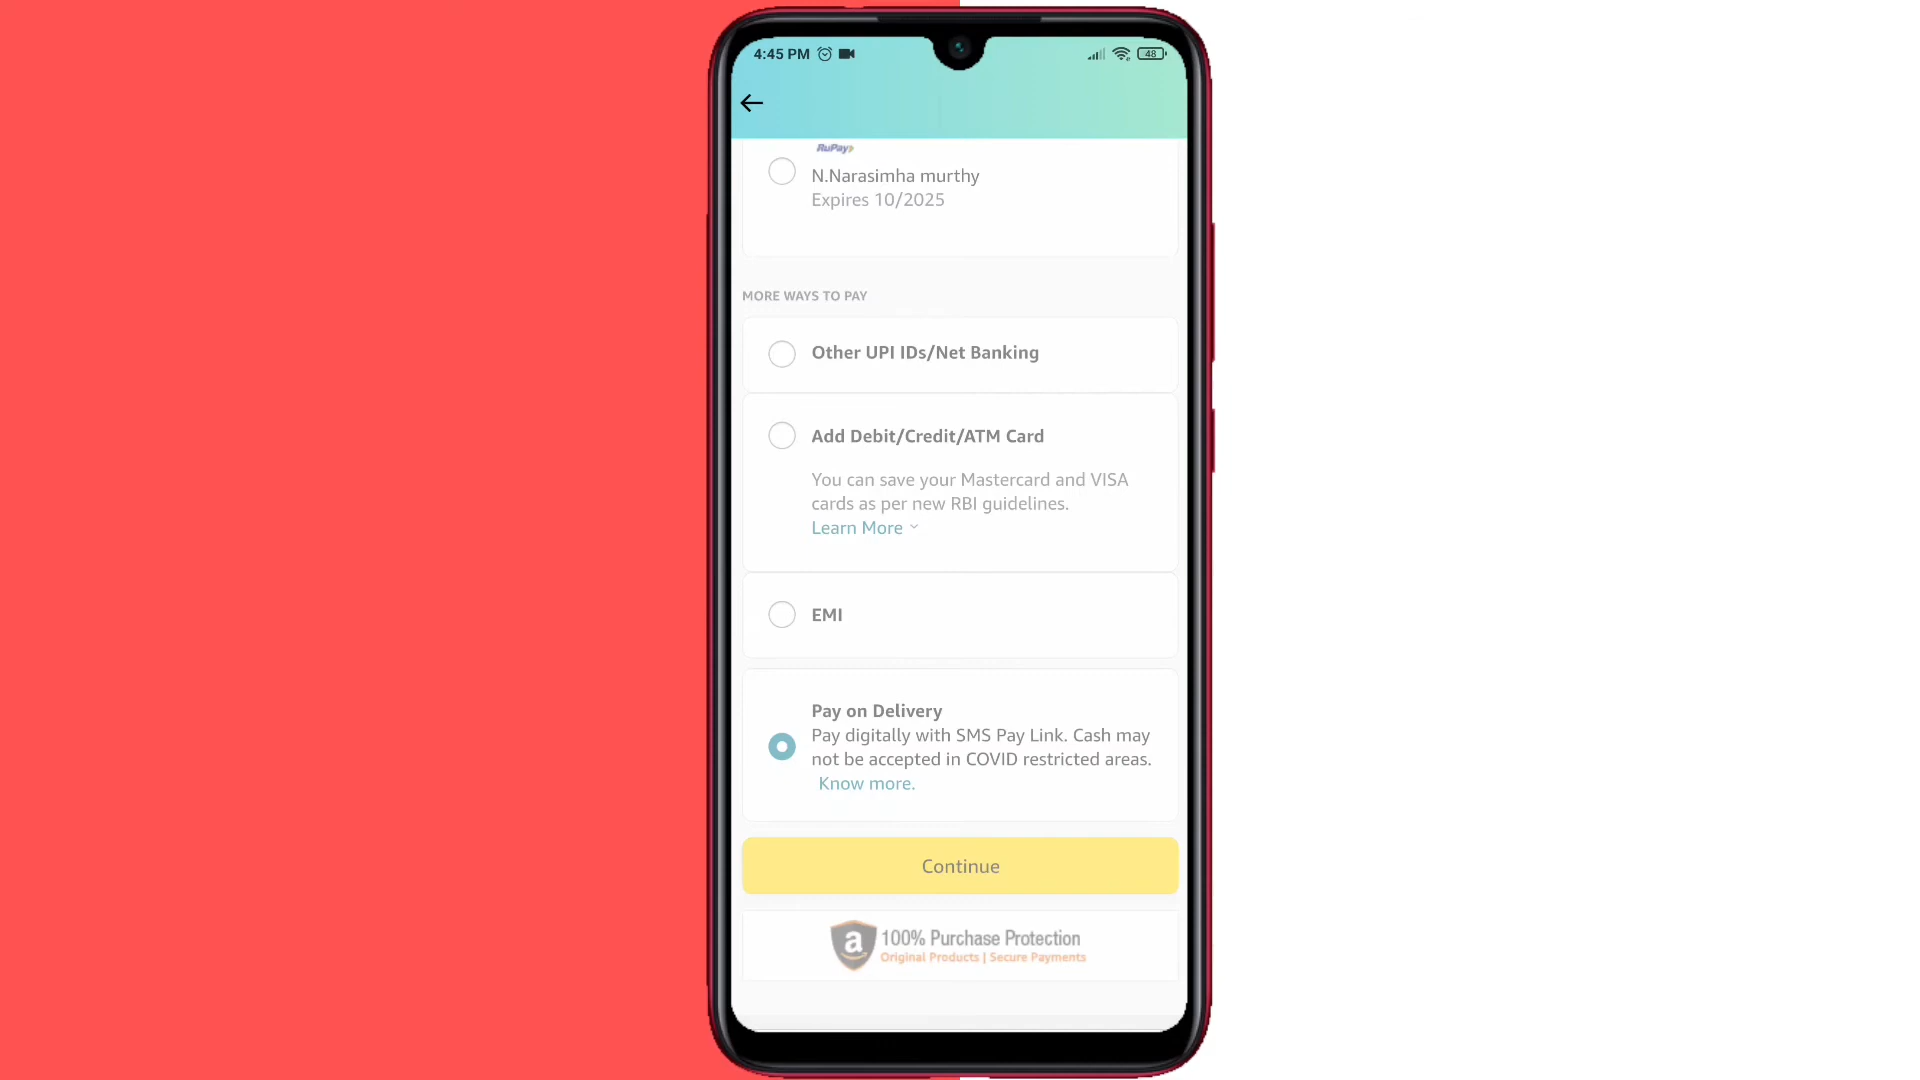 4:45 PM
48
RuPay
N.Narasimha murthy
Expires 10/2025
MORE WAYS TO PAY
Other UPI IDs/Net Banking
Add Debit/Credit/ATM Card
You can save your Mastercard and VISA
cards as per new RBI guidelines.
Learn More
EMI
Pay on Delivery
Pay digitally with SMS Pay Link. Cash may
not be accepted in COVID restricted areas.
Know more.
Continue
a 100% Purchase Protection
Original Products | Secure Payments